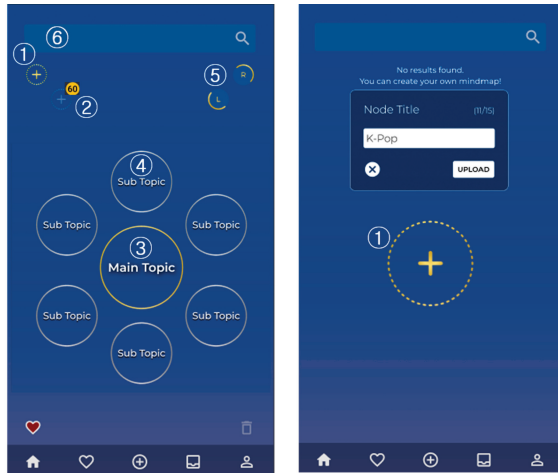 ⑥
①
⑤
R
60
②
L
④
Sub Topic
Sub Topic
Sub Topic
③
Main Topic
Sub Topic
Sub Topic
Sub Topic
No results found.
You can create your own mindmap!
Node Title (11/15)
K-Pop
UPLOAD
①